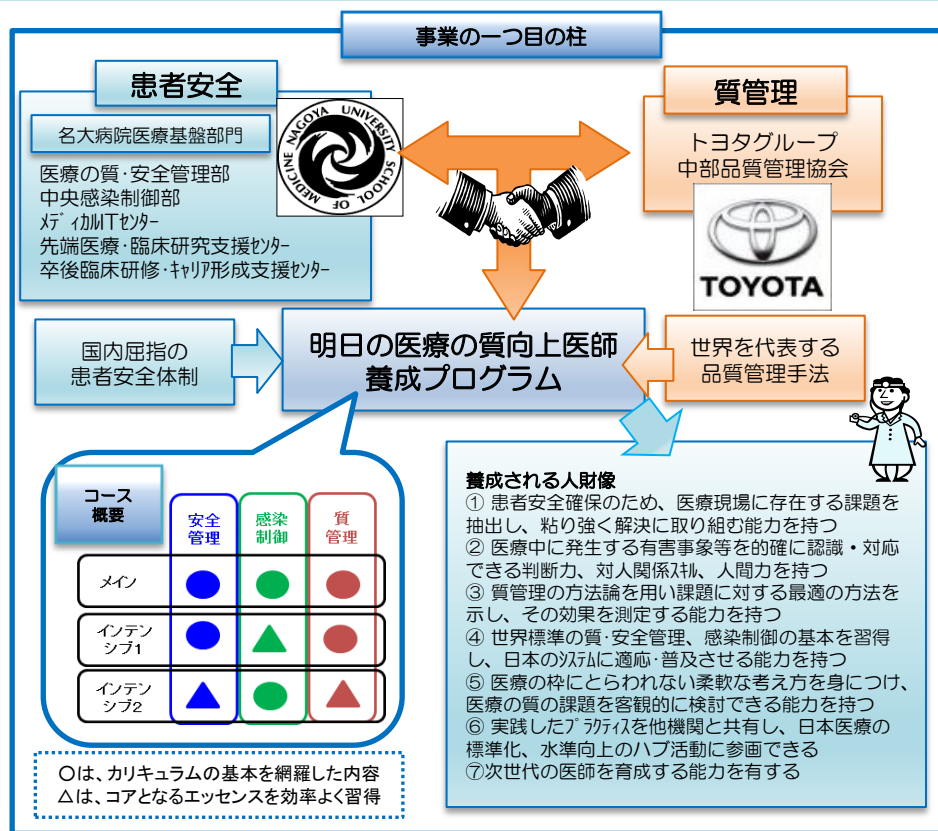 事業の一つ目の柱
患者安全
名大病院医療基盤部門
医療の質・安全管理部
中央感染制御部
ﾒﾃﾞｨｶﾙITセンター
先端医療・臨床研究支援ｾﾝﾀｰ
卒後臨床研修・ｷｬﾘｱ形成支援ｾﾝﾀｰ
NAGOYA UNIVERSITY SCHOOL OF MEDICINE
質管理
トヨタグループ
中部品質管理協会
TOYOTA
国内屈指の
患者安全体制
明日の医療の質向上医師
養成プログラム
世界を代表する
品質管理手法
コース
概要
安全
管理
感染
制御
質
管理
メイン
インテン
シブ1
インテン
シブ2
〇は、カリキュラムの基本を網羅した内容
△は、コアとなるエッセンスを効率よく習得
養成される人財像
① 患者安全確保のため、医療現場に存在する課題を
抽出し、粘り強く解決に取り組む能力を持つ
② 医療中に発生する有害事象等を的確に認識・対応
できる判断力、対人関係ｽｷﾙ、人間力を持つ
③ 質管理の方法論を用い課題に対する最適の方法を
示し、その効果を測定する能力を持つ
④ 世界標準の質・安全管理、感染制御の基本を習得
し、日本のｼｽﾃﾑに適応・普及させる能力を持つ
⑤ 医療の枠にとらわれない柔軟な考え方を身につけ、
医療の質の課題を客観的に検討できる能力を持つ
⑥ 実践したﾌﾟﾗｸﾃｨｽを他機関と共有し、日本医療の
標準化、水準向上のハブ活動に参画できる
⑦次世代の医師を育成する能力を有する